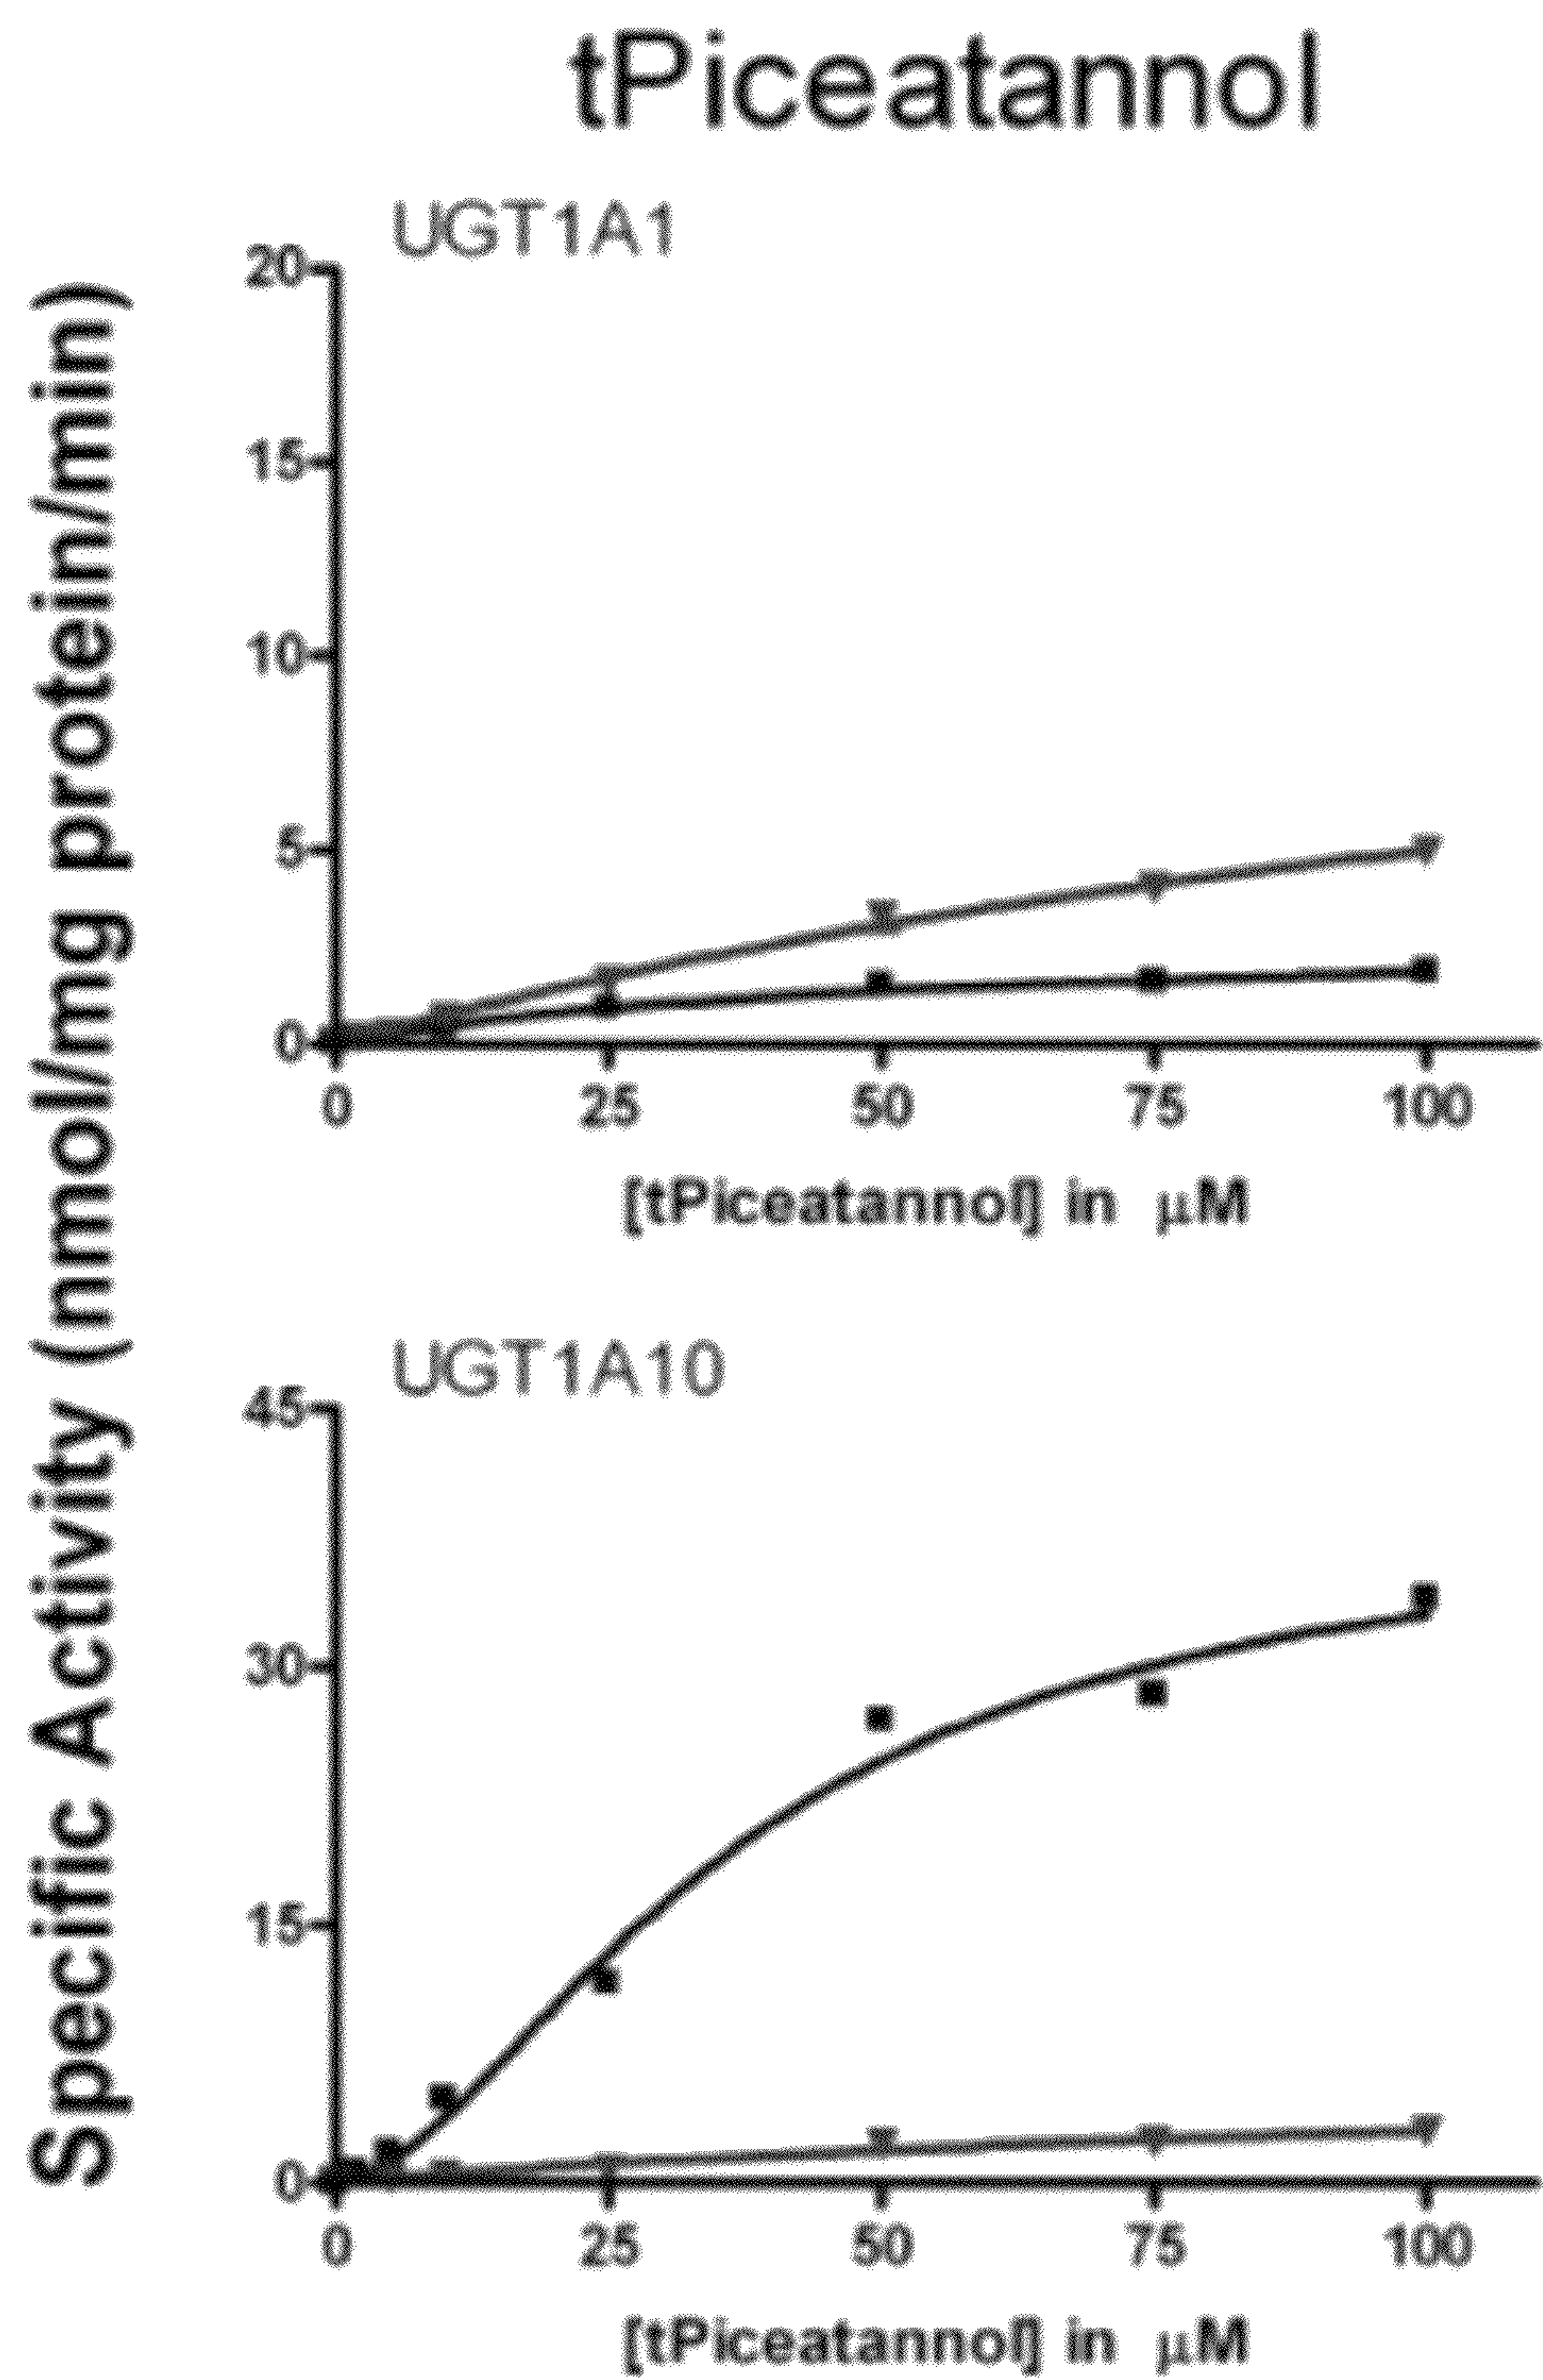 tPiceatannol
Specific Activity (nmol/mg protein/min)
UGT1A1
20
15
10
5
0
0 25 50 75 100
[tPiceatannol] in μM
UGT1A10
45
30
15
0
0 25 50 75 100
[tPiceatannol] in μM